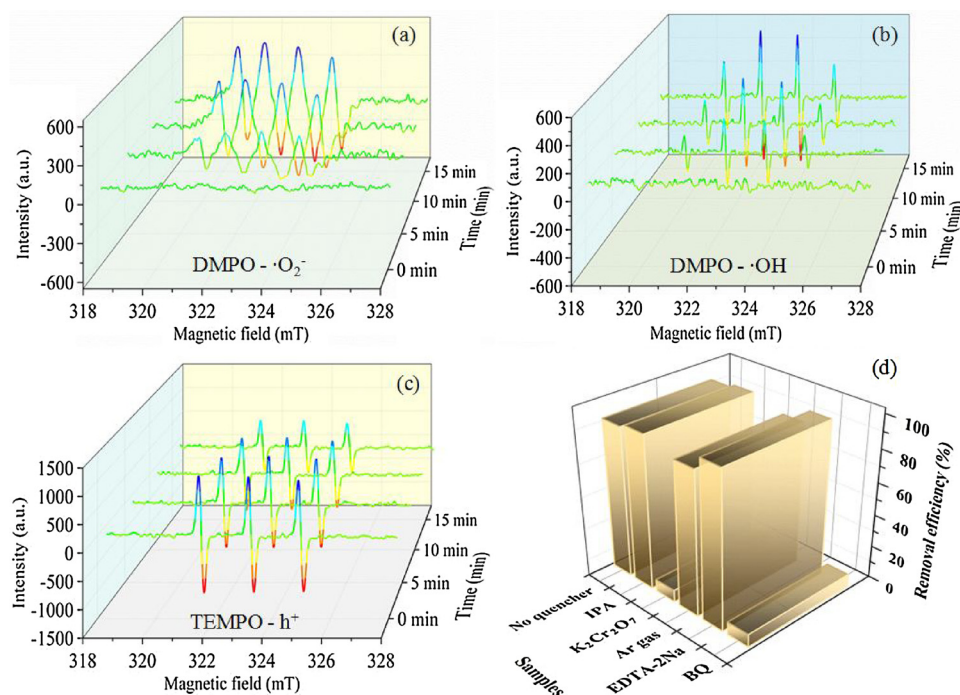 (a)
Intensity (a.u.)
600
300
0
-300
-600
318 320 322 324 326 328
Magnetic field (mT)
0 min
5 min
10 min
15 min
Time (min)
DMPO - ·O₂⁻
(b)
Intensity (a.u.)
600
400
200
0
-200
-400
-600
318 320 322 324 326 328
Magnetic field (mT)
0 min
5 min
10 min
15 min
Time (min)
DMPO - ·OH
(c)
Intensity (a.u.)
1500
1000
500
0
-500
-1000
-1500
318 320 322 324 326 328
Magnetic field (mT)
0 min
5 min
10 min
15 min
Time (min)
TEMPO - h⁺
(d)
100
80
60
40
20
0
Removal efficiency (%)
No quencher
IPA
K₂Cr₂O₇
Ar gas
EDTA-2Na
BQ
Samples